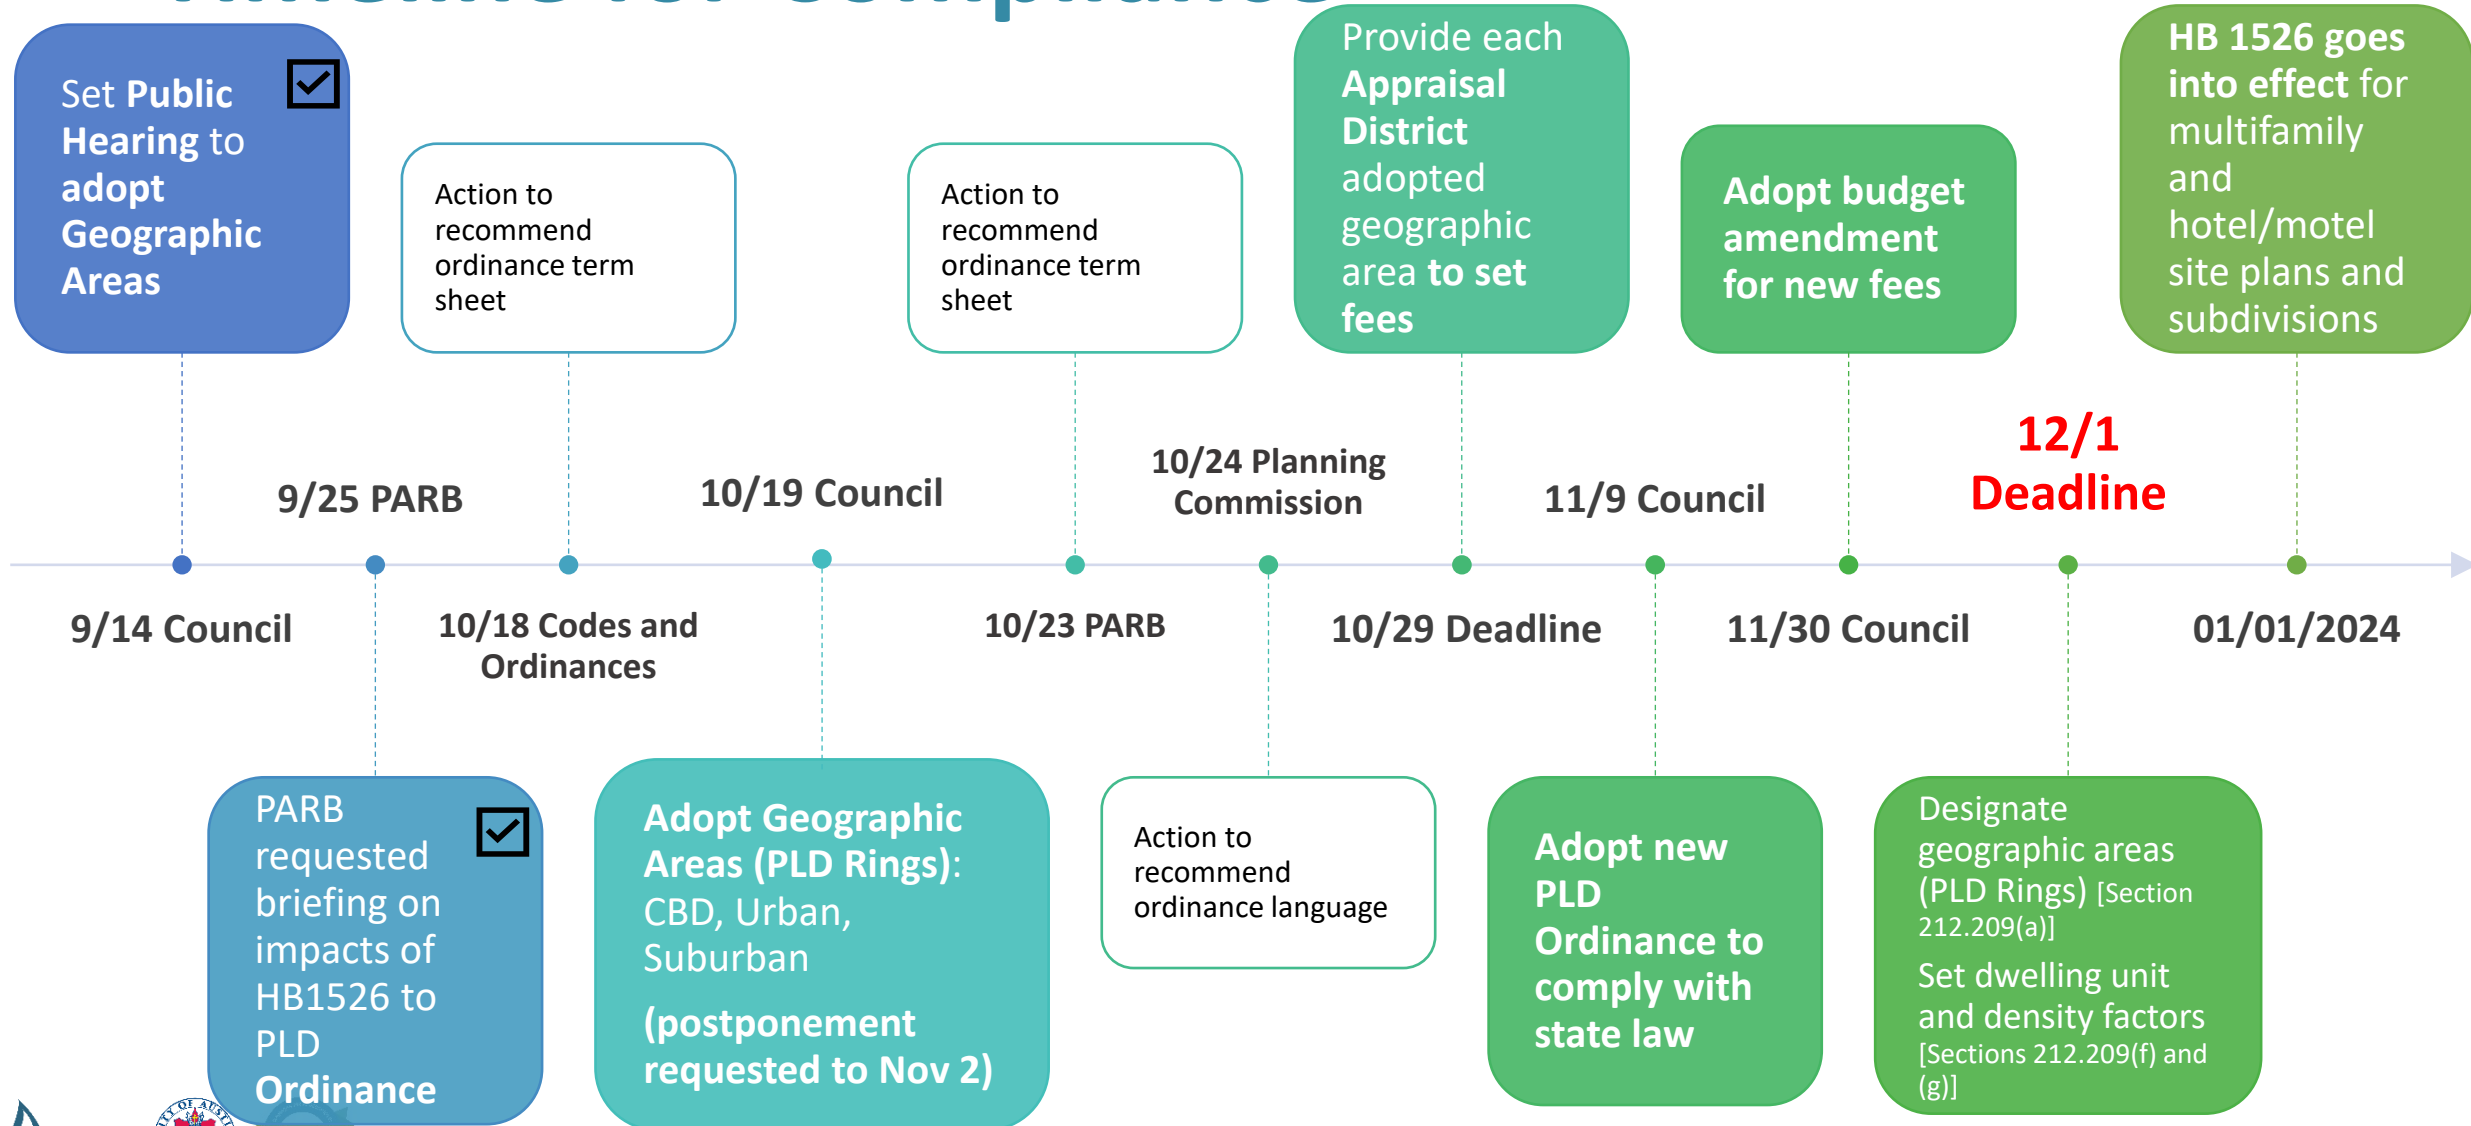 Timeline for Compliance
Set Public
Hearing to
adopt
Geographic
Areas
Action to
recommend
ordinance term
sheet
Action to
recommend
ordinance term
sheet
Provide each
Appraisal
District
adopted
geographic
area to set
fees
Adopt budget
amendment
for new fees
HB 1526 goes
into effect for
multifamily
and
hotel/motel
site plans and
subdivisions
9/25 PARB
10/19 Council
10/24 Planning
Commission
11/9 Council
12/1
Deadline
9/14 Council
10/18 Codes and
Ordinances
10/23 PARB
10/29 Deadline
11/30 Council
01/01/2024
PARB
requested
briefing on
impacts of
HB1526 to
PLD
Ordinance
Adopt Geographic
Areas (PLD Rings):
CBD, Urban,
Suburban
(postponement
requested to Nov 2)
Action to
recommend
ordinance language
Adopt new
PLD
Ordinance to
comply with
state law
Designate
geographic areas
(PLD Rings) [Section
212.209(a)]
Set dwelling unit
and density factors
[Sections 212.209(f) and
(g)]